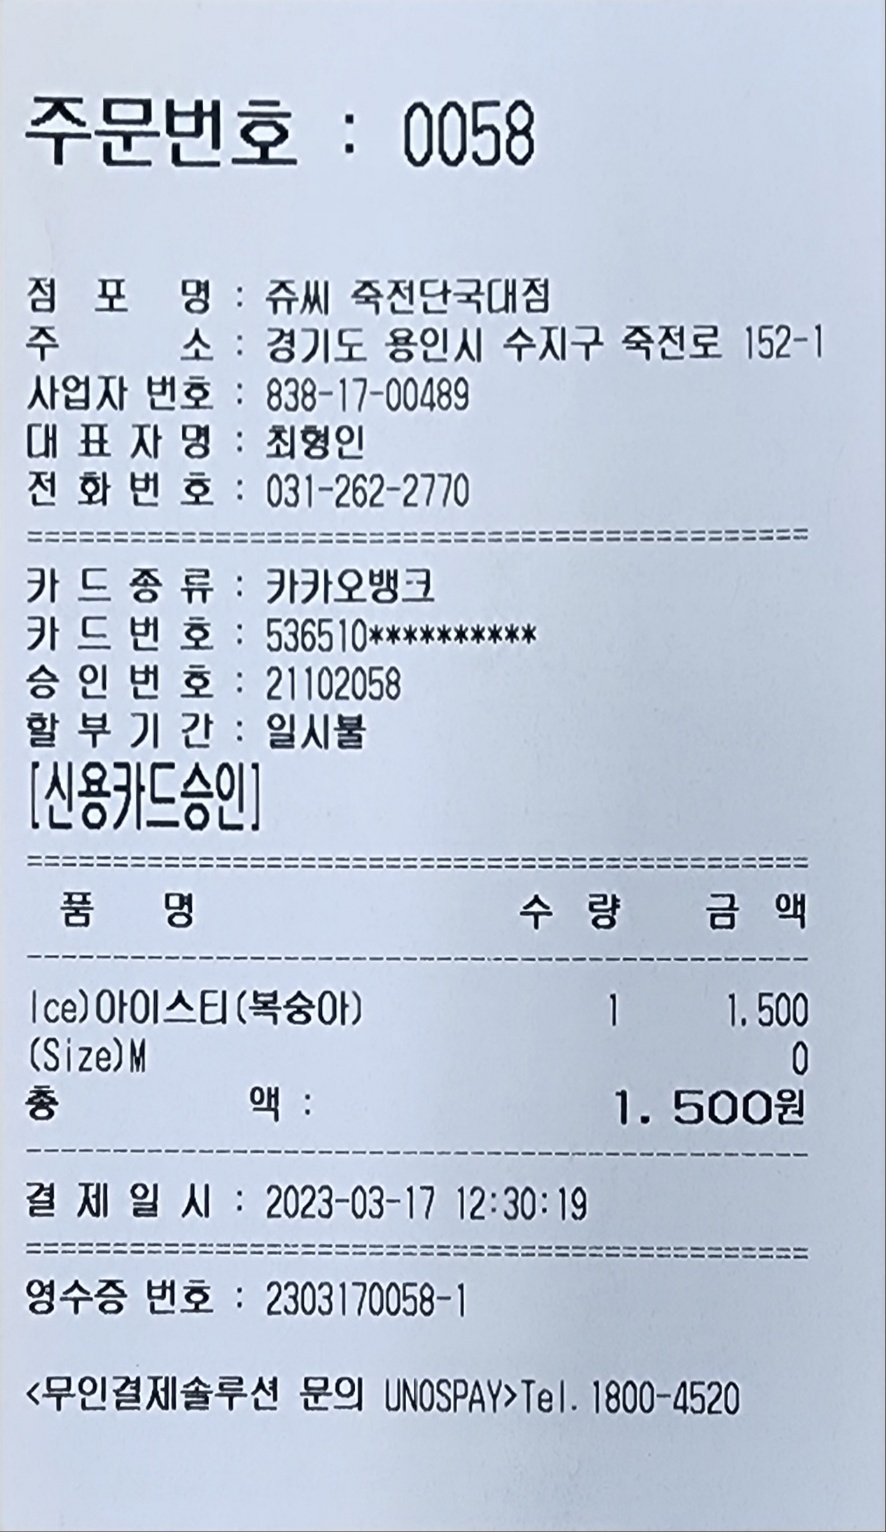 주문번호 : 0058
점 포 명 : 쥬씨 죽전단국대점
주 소 : 경기도 용인시 수지구 죽전로 152-1
사업자 번호 : 838-17-00489
대 표 자 명 : 최형인
전 화 번 호 : 031-262-2770
==============================================
카 드 종 류 : 카카오뱅크
카 드 번 호 : 536510**********
승 인 번 호 : 21102058
할 부 기 간 : 일시불
[신용카드승인]
==============================================
품 명 수 량 금 액
----------------------------------------------
Ice)아이스티(복숭아) 1 1.500
(Size)M 0
총 액 : 1.500원
----------------------------------------------
결 제 일 시 : 2023-03-17 12:30:19
==============================================
영수증 번호 : 2303170058-1
<무인결제솔루션 문의 UNOSPAY>Tel.1800-4520